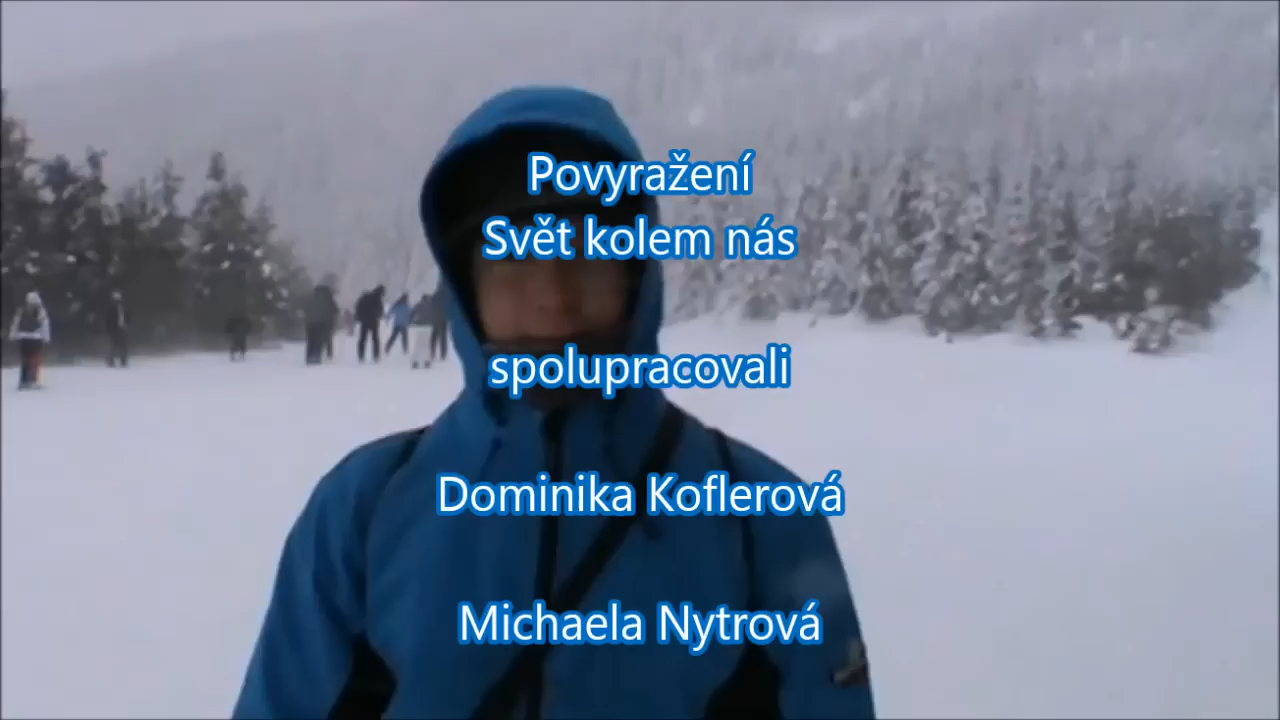 Povyražení
Svět kolem nás
spolupracovali
Dominika Koflerová
Michaela Nytrová